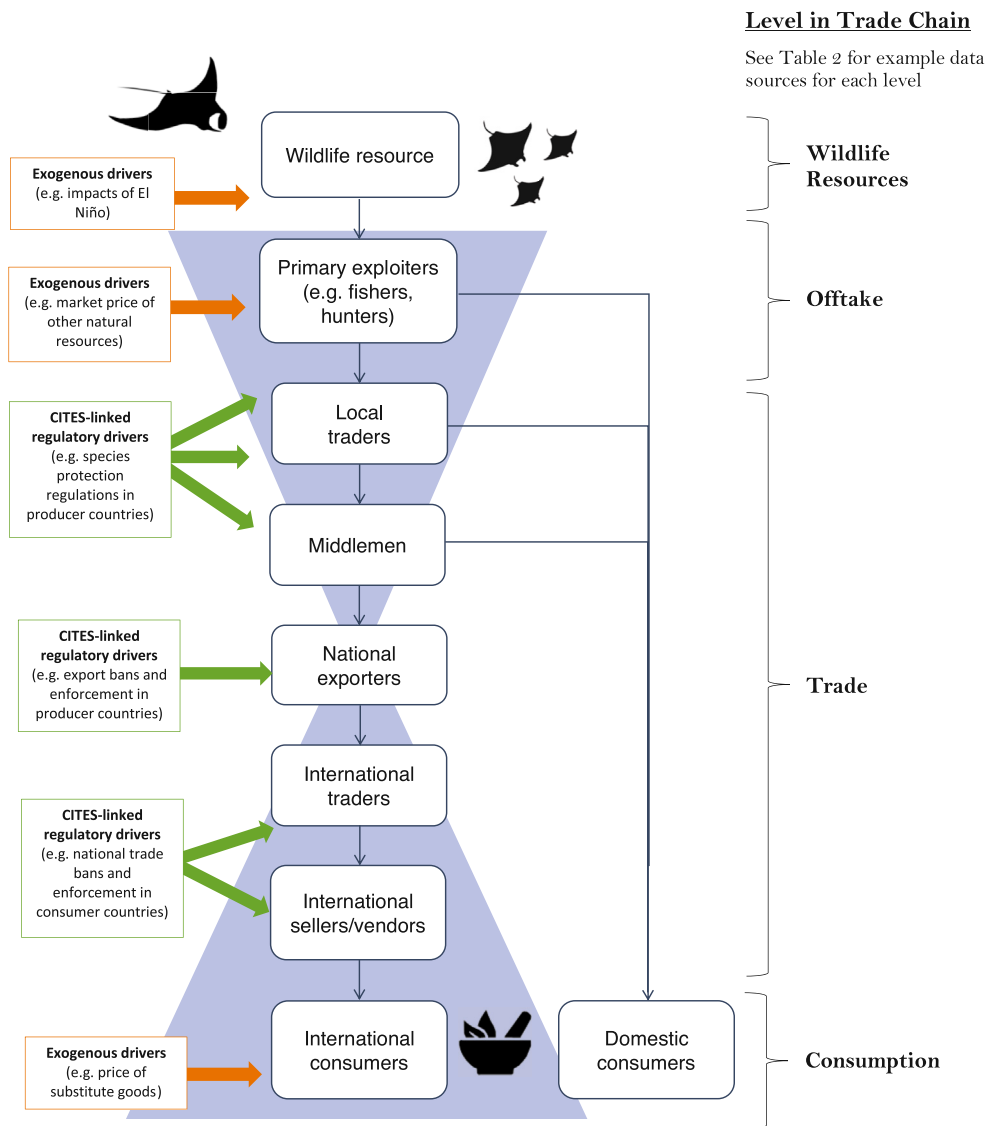 Level in Trade Chain
See Table 2 for example data
sources for each level
Wildlife resource
Wildlife
Resources
Exogenous drivers
(e.g. impacts of El
Niño)
Primary exploiters
(e.g. fishers,
hunters)
Offtake
Exogenous drivers
(e.g. market price of
other natural
resources)
Local
traders
CITES-linked
regulatory drivers
(e.g. species
protection
regulations in
producer countries)
Middlemen
CITES-linked
regulatory drivers
(e.g. export bans and
enforcement in
producer countries)
National
exporters
Trade
International
traders
CITES-linked
regulatory drivers
(e.g. national trade
bans and
enforcement in
consumer countries)
International
sellers/vendors
International
consumers
Domestic
consumers
Consumption
Exogenous drivers
(e.g. price of
substitute goods)